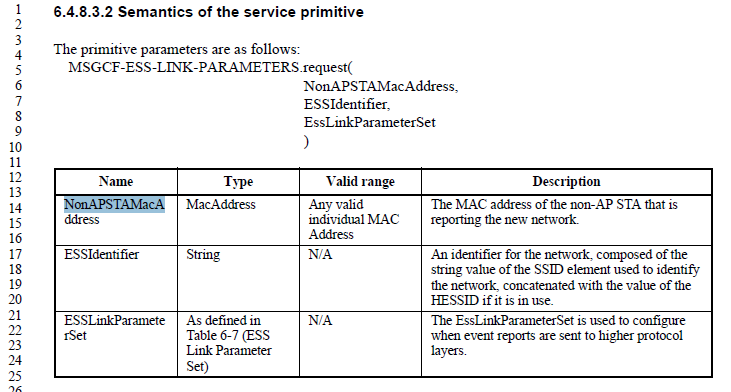 1
2
3
4
5
6
7
8
9
10
11
12
13
14
15
16
17
18
19
20
21
22
23
24
25
26
6.4.8.3.2 Semantics of the service primitive
The primitive parameters are as follows:
MSGCF-ESS-LINK-PARAMETERS.request(
NonAPSTAMacAddress,
ESSIdentifier,
EssLinkParameterSet
)
Name Type Valid range Description
NonAPSTAMacA MacAddress Any valid The MAC address of the non-AP STA that is
ddress individual MAC reporting the new network.
Address
ESSIdentifier String N/A An identifier for the network, composed of the
string value of the SSID element used to identify
the network, concatenated with the value of the
HESSID if it is in use.
ESSLinkParamete As defined in N/A The EssLinkParameterSet is used to configure
rSet Table 6-7 (ESS when event reports are sent to higher protocol
Link Parameter layers.
Set)